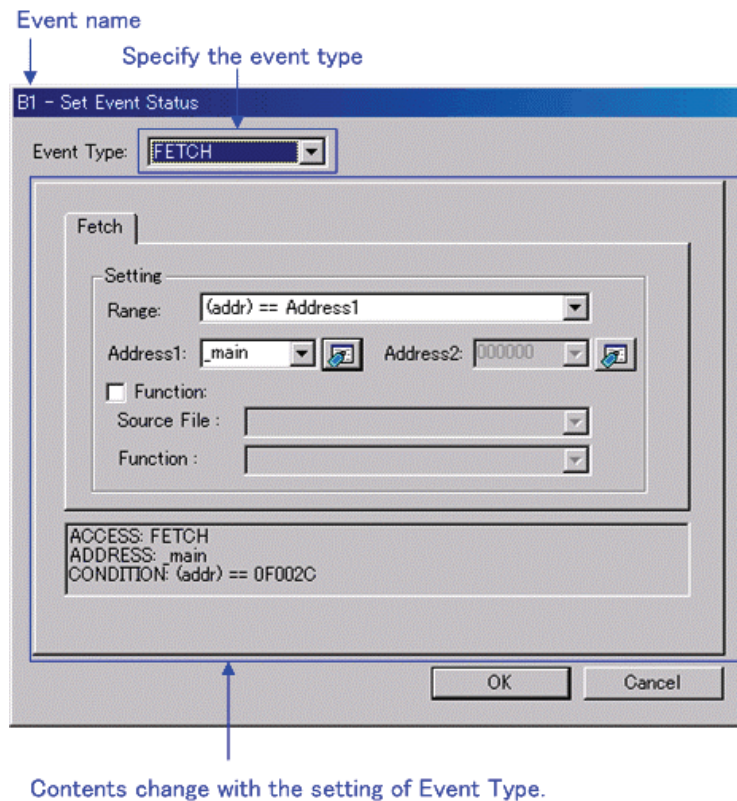 Event name
Specify the event type
B1 - Set Event Status
Event Type: FETCH
Fetch
Setting
Range: (addr) == Address1
Address1: _main Address2: 000000
Function:
Source File :
Function :
ACCESS: FETCH
ADDRESS: _main
CONDITION: (addr) == 0F002C
OK Cancel
Contents change with the setting of Event Type.